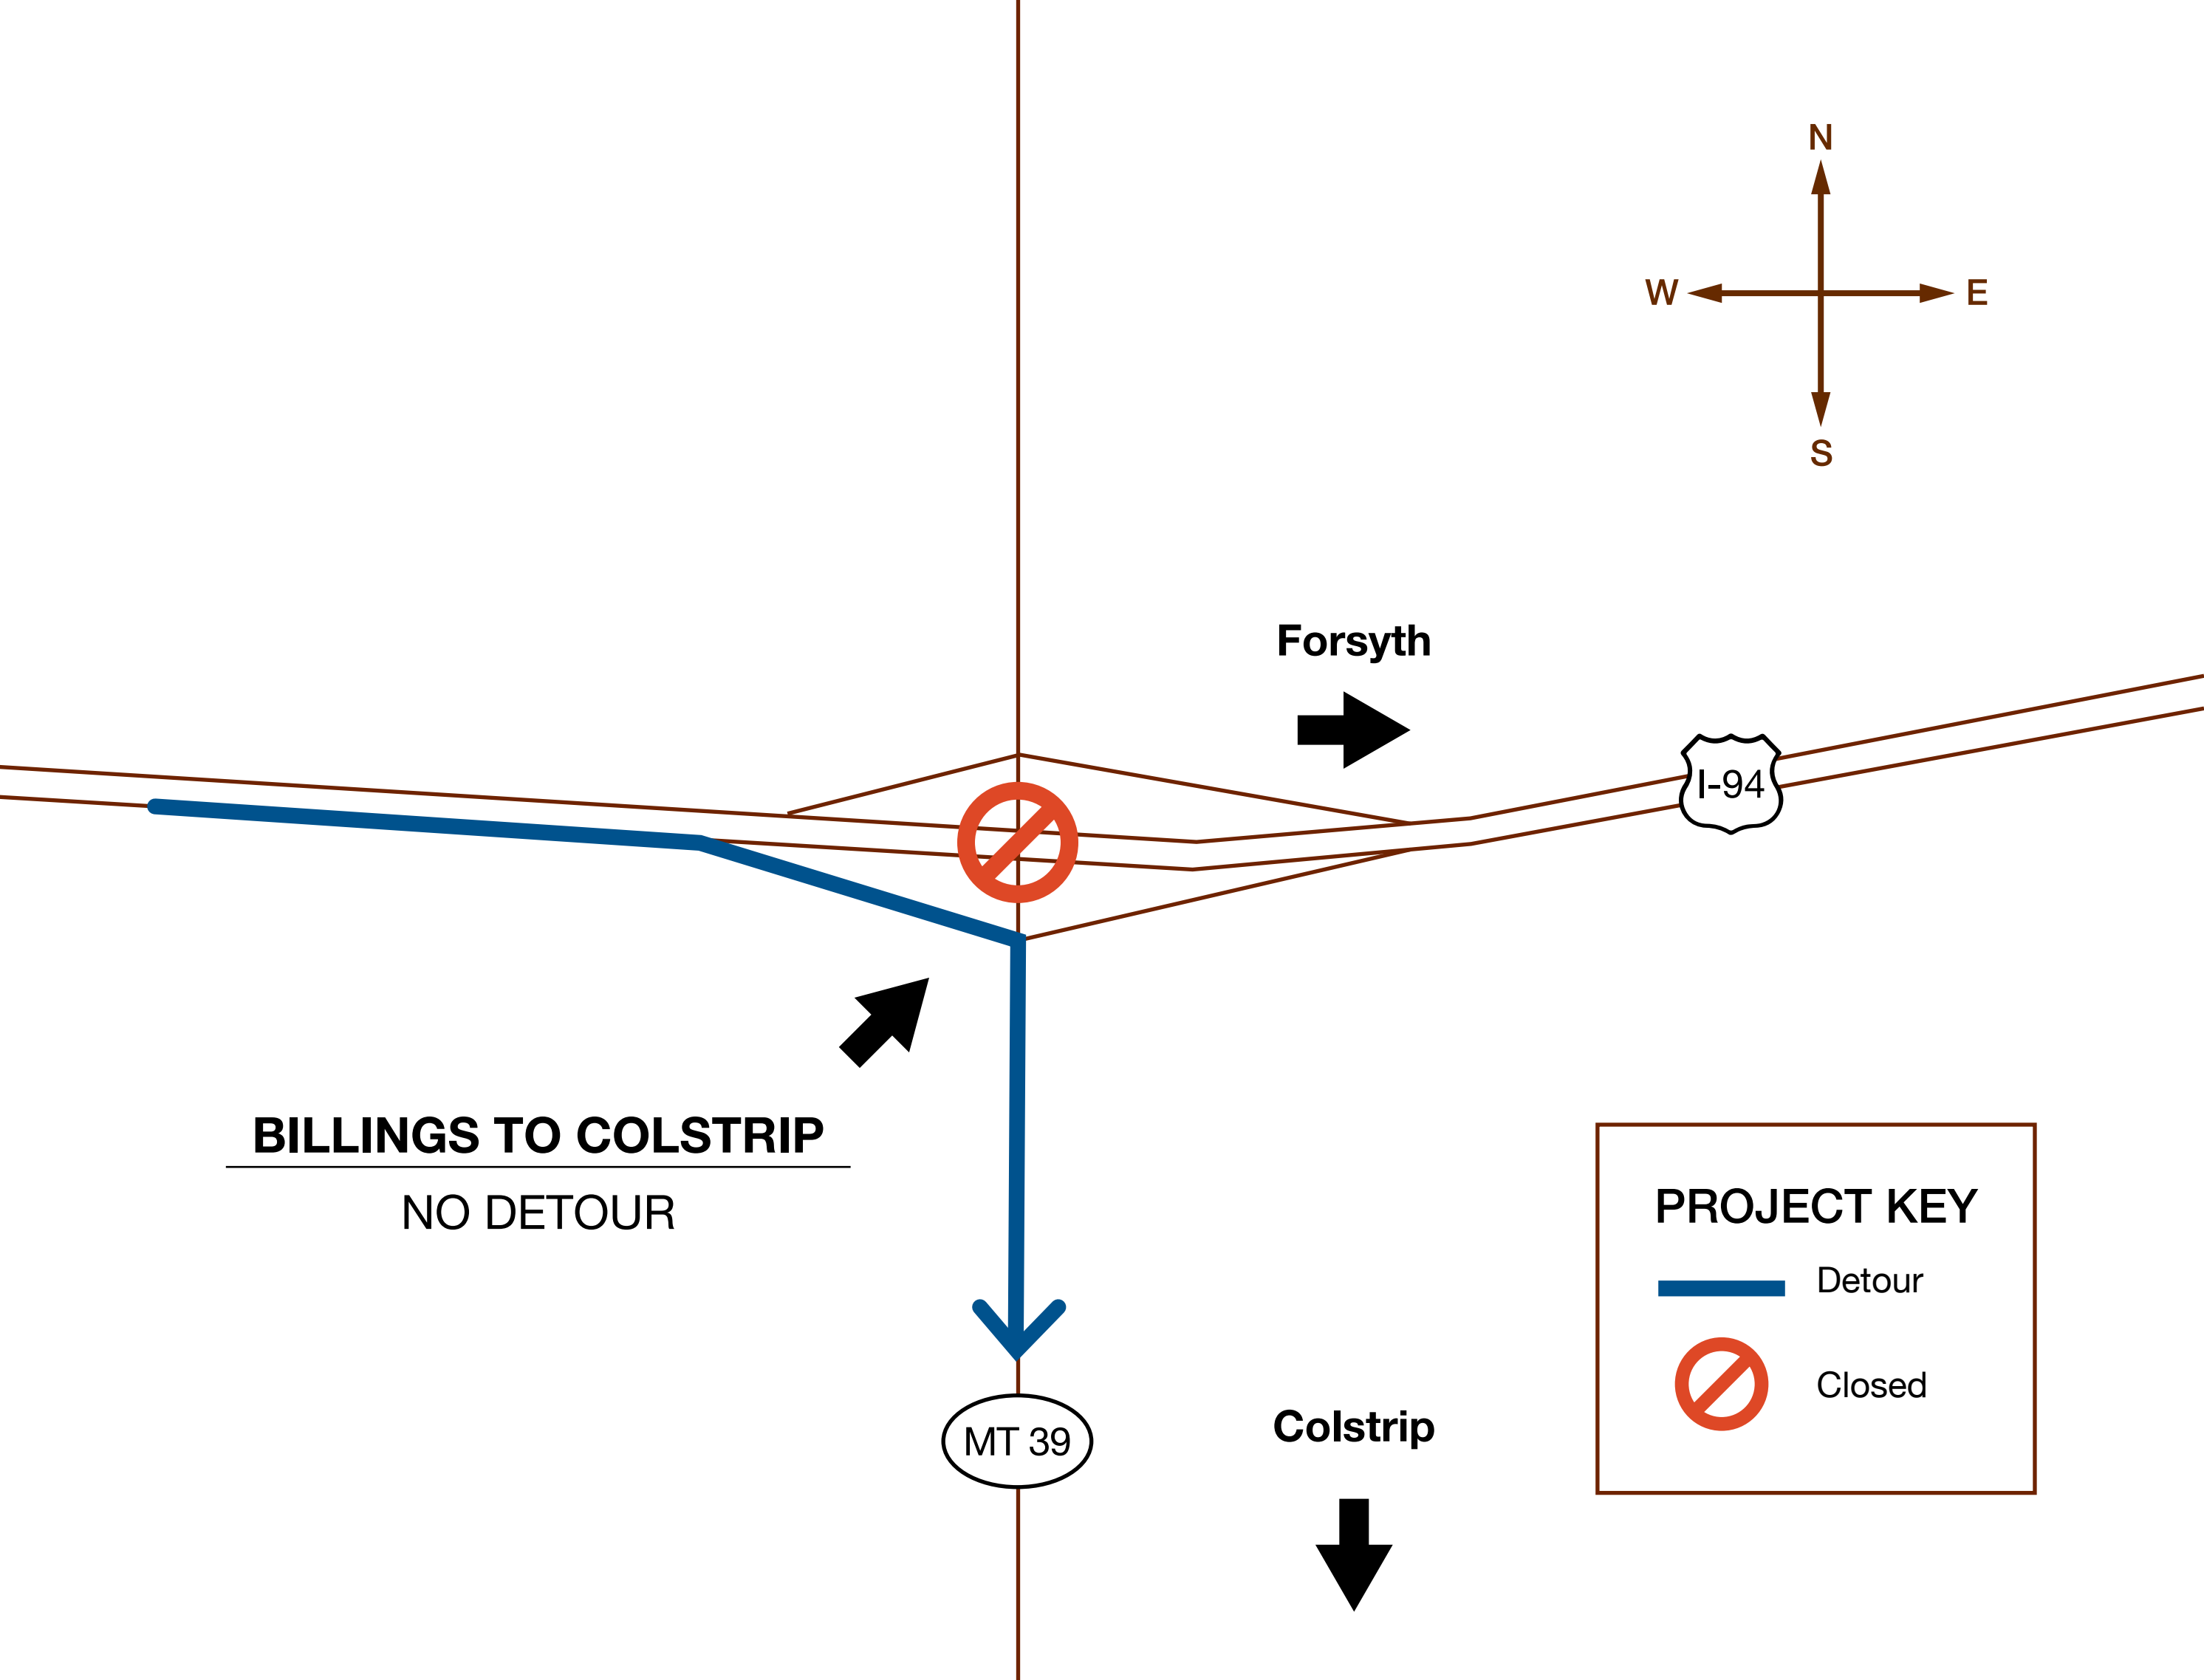 N
W
E
S
Forsyth
I-94
BILLINGS TO COLSTRIP
NO DETOUR
PROJECT KEY
Detour
Closed
Colstrip
MT 39